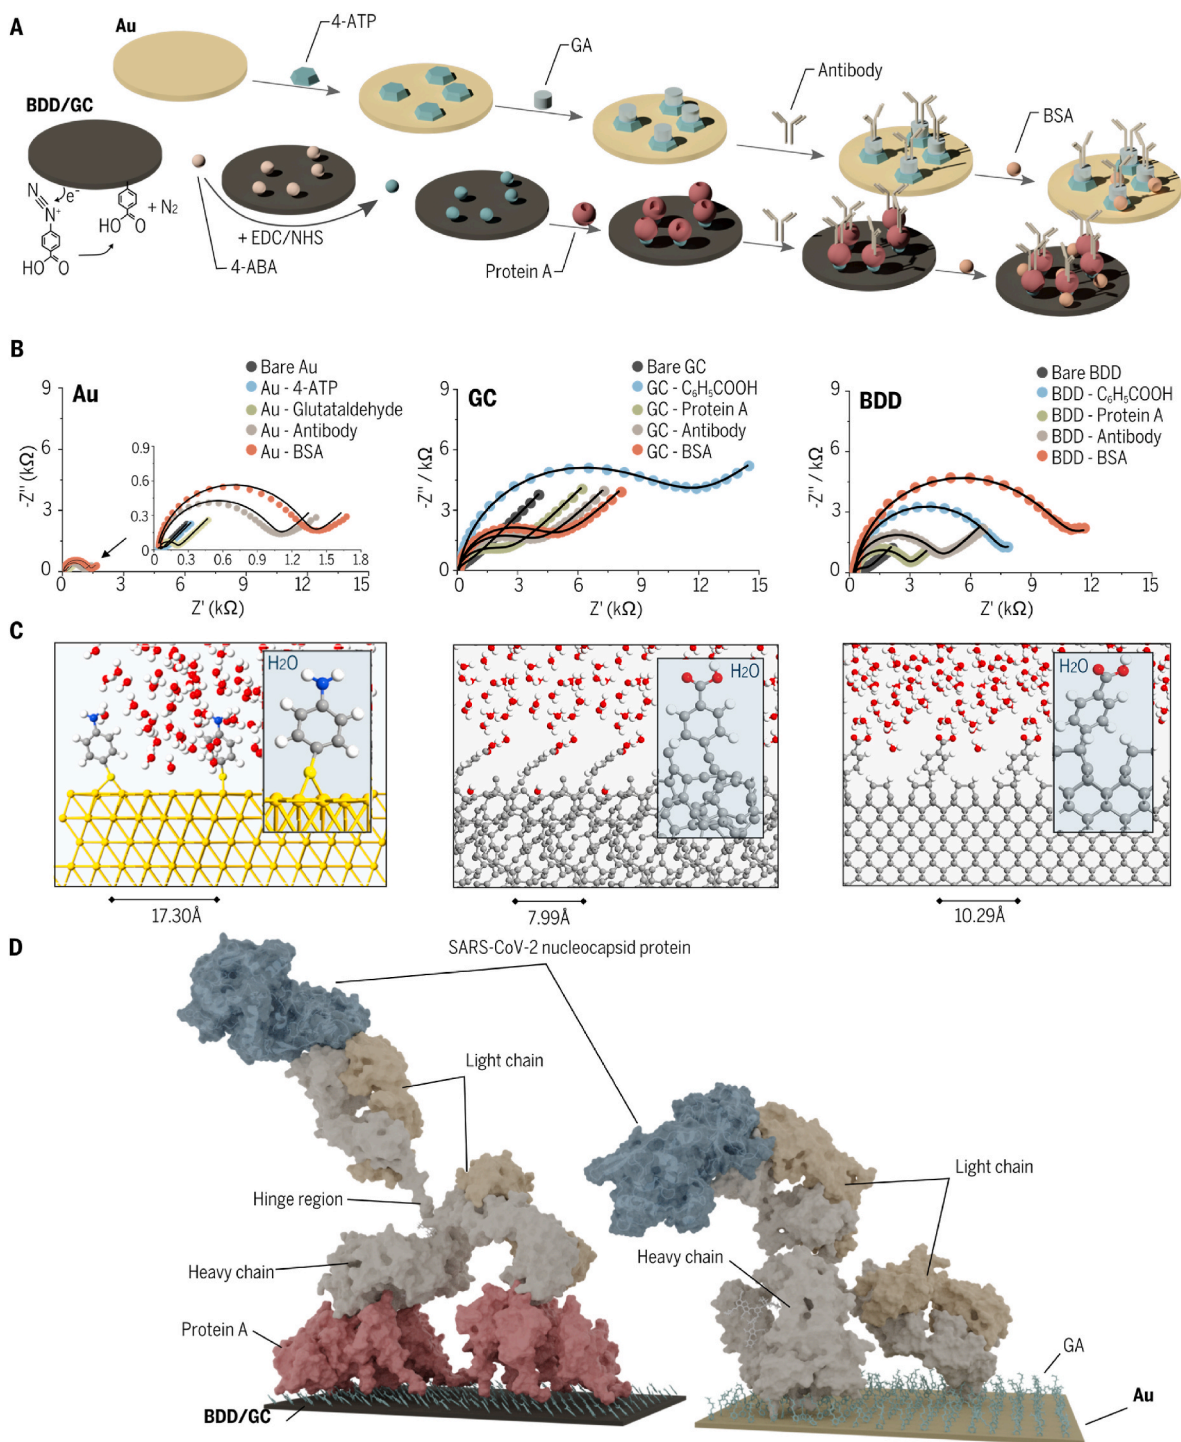 A
Au
4-ATP
GA
Antibody
BSA
BDD/GC
N
N⁺
e⁻
+ N₂
HO
O
HO
O
+ EDC/NHS
4-ABA
Protein A
B
Au
Bare Au
Au - 4-ATP
Au - Glutataldehyde
Au - Antibody
Au - BSA
-Z'' (kΩ)
9
6
3
0
0.9
0.6
0.3
0
0.3
0.6
0.9
1.2
1.5
1.8
0
3
6
9
12
15
Z' (kΩ)
GC
Bare GC
GC - C₆H₅COOH
GC - Protein A
GC - Antibody
GC - BSA
-Z'' / kΩ
9
6
3
0
0
3
6
9
12
15
Z' (kΩ)
BDD
Bare BDD
BDD - C₆H₅COOH
BDD - Protein A
BDD - Antibody
BDD - BSA
-Z'' / kΩ
9
6
3
0
0
3
6
9
12
15
Z' (kΩ)
C
H₂O
17.30Å
H₂O
7.99Å
H₂O
10.29Å
D
SARS-CoV-2 nucleocapsid protein
Light chain
Hinge region
Heavy chain
Protein A
BDD/GC
Light chain
Heavy chain
GA
Au